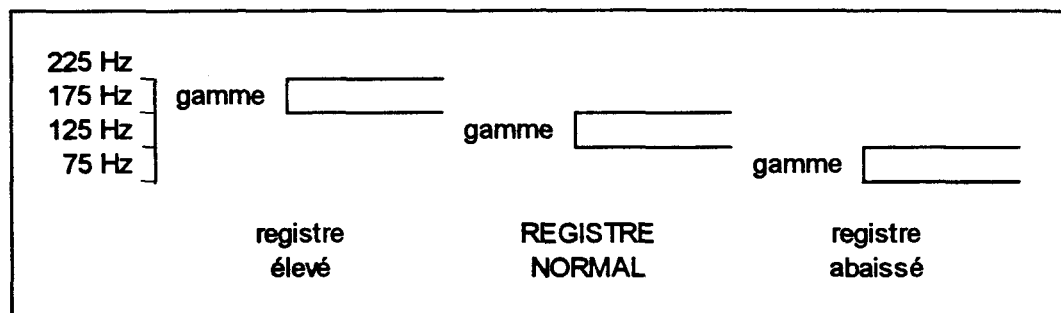 225 Hz
175 Hz gamme
125 Hz gamme
75 Hz gamme
registre REGISTRE registre
élevé NORMAL abaissé